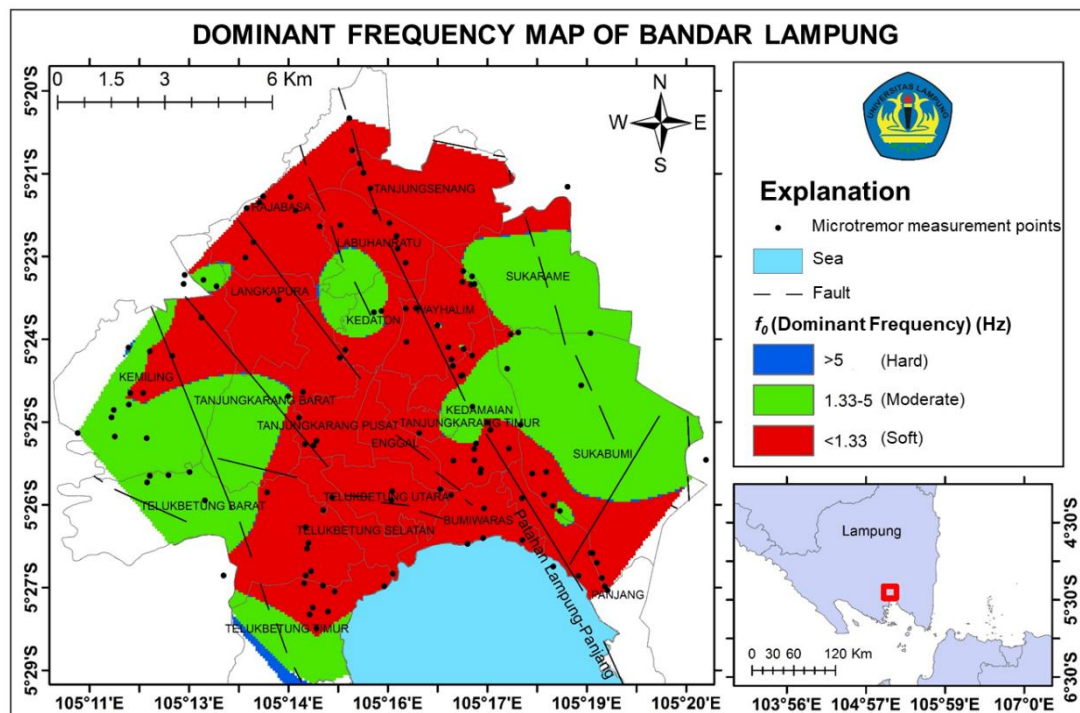 DOMINANT FREQUENCY MAP OF BANDAR LAMPUNG
0 1.5 3 6 Km
N
W E
S
5°20'S
5°21'S
5°23'S
5°24'S
5°25'S
5°26'S
5°27'S
5°29'S
TANJUNGSENANG
RAJABASA
LABUHANRATU
SUKARAME
LANGKAPURA
WAYHALIM
KEDATON
KEMILING
TANJUNGKARANG BARAT
KEDAMAIAN
TANJUNGKARANG PUSAT
TANJUNGKARANG TIMUR
ENGGAL
SUKABUMI
TELUKBETUNG UTARA
TELUKBETUNG BARAT
BUMIWARAS
TELUKBETUNG SELATAN
Patahan Lampung-Panjang
PANJANG
TELUKBETUNG TIMUR
105°11'E 105°13'E 105°14'E 105°16'E 105°17'E 105°19'E 105°20'E
UNIVERSITAS LAMPUNG
Explanation
Microtremor measurement points
Sea
Fault
f0 (Dominant Frequency) (Hz)
>5 (Hard)
1.33-5 (Moderate)
<1.33 (Soft)
Lampung
0 30 60 120 Km
4°30'S
5°30'S
6°30'S
103°56'E 104°57'E 105°59'E 107°0'E